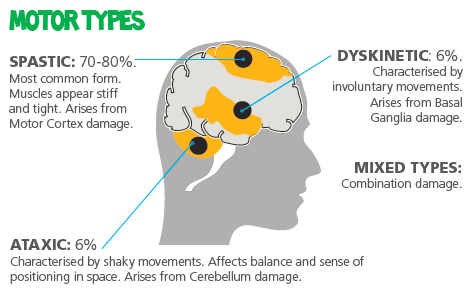 MOTOR TYPES
SPASTIC: 70-80%.
Most common form.
Muscles appear stiff
and tight. Arises from
Motor Cortex damage.
DYSKINETIC: 6%.
Characterised by
involuntary movements.
Arises from Basal
Ganglia damage.
MIXED TYPES:
Combination damage.
ATAXIC: 6%
Characterised by shaky movements. Affects balance and sense of
positioning in space. Arises from Cerebellum damage.